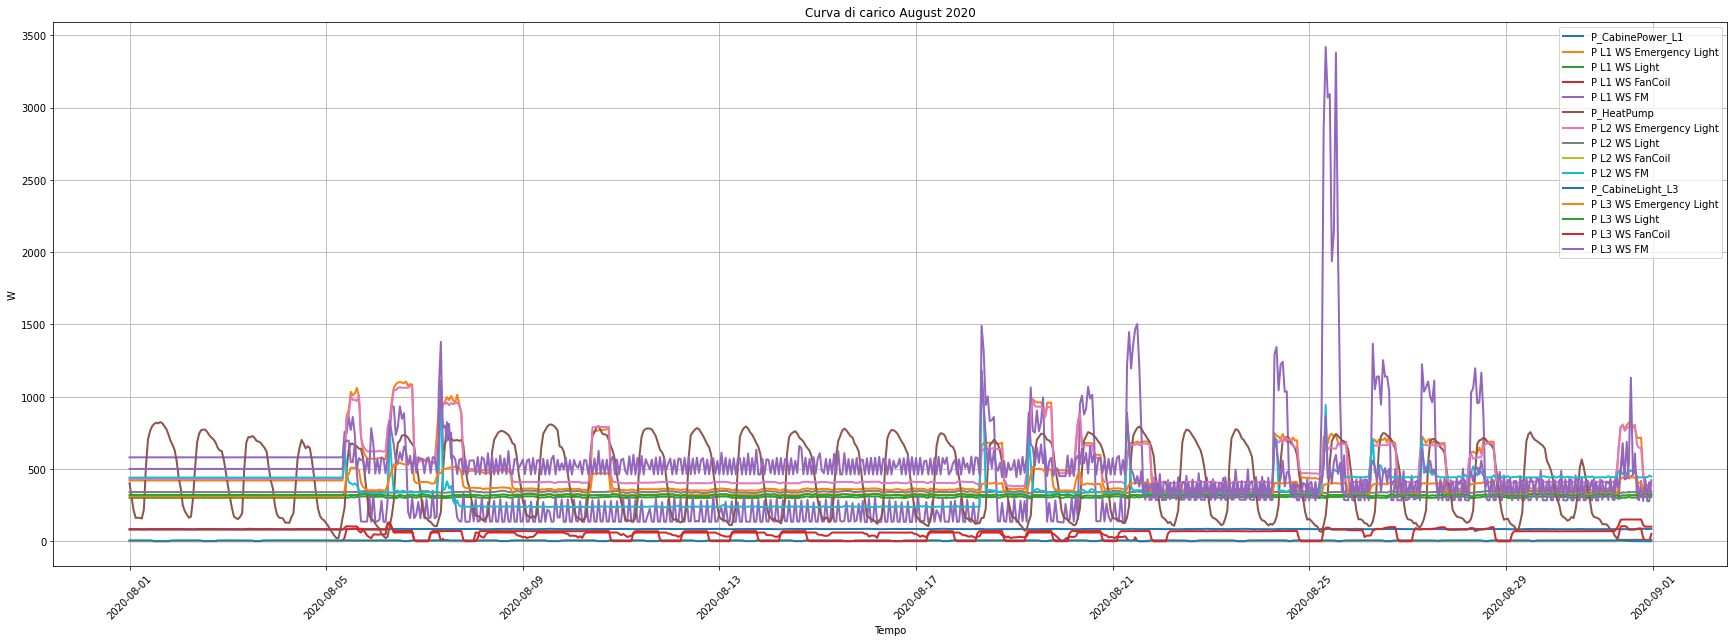 Curva di carico August 2020
W
3500
3000
2500
2000
1500
1000
500
0
P_CabinePower_L1
P L1 WS Emergency Light
P L1 WS Light
P L1 WS FanCoil
P L1 WS FM
P_HeatPump
P L2 WS Emergency Light
P L2 WS Light
P L2 WS FanCoil
P L2 WS FM
P_CabineLight_L3
P L3 WS Emergency Light
P L3 WS Light
P L3 WS FanCoil
P L3 WS FM
2020-08-01
2020-08-05
2020-08-09
2020-08-13
2020-08-17
2020-08-21
2020-08-25
2020-08-29
2020-09-01
Tempo